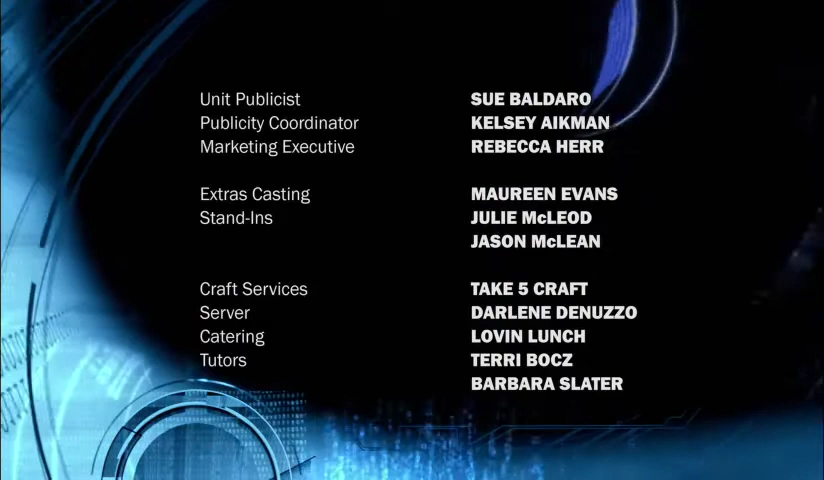 Unit Publicist SUE BALDARO
Publicity Coordinator KELSEY AIKMAN
Marketing Executive REBECCA HERR
Extras Casting MAUREEN EVANS
Stand-Ins JULIE McLEOD
JASON McLEAN
Craft Services TAKE 5 CRAFT
Server DARLENE DENUZZO
Catering LOVIN LUNCH
Tutors TERRI BOCZ
BARBARA SLATER